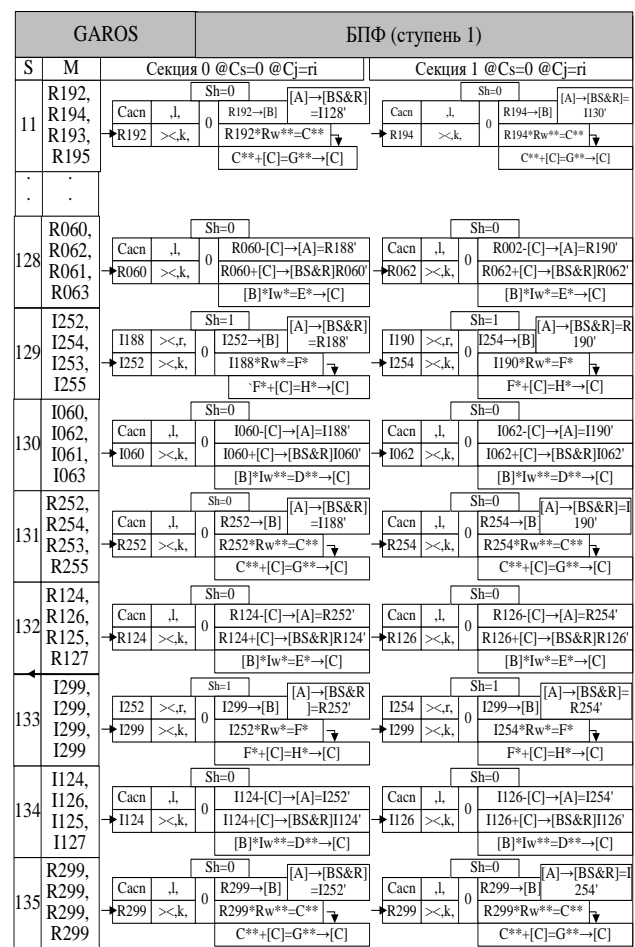 GAROS БПФ (ступень 1)
S M Секция 0 @Cs=0 @Cj=ri Секция 1 @Cs=0 @Cj=ri
11
R192,
R194,
R193,
R195
Sh=0
Cacn ,l, 0 R192→[B] [A]→[BS&R]
=I128'
R192 ><,k, R192*Rw**=C**
C**+[C]=G**→[C]
Sh=0
Cacn ,l, 0 R194→[B] [A]→[BS&R]=
I130'
R194 ><,k, R194*Rw**=C**
C**+[C]=G**→[C]
. .
. .
128
R060,
R062,
R061,
R063
Sh=0
Cacn ,l, 0 R060-[C]→[A]=R188'
R060 ><,k, R060+[C]→[BS&R]R060'
[B]*Iw*=E*→[C]
Sh=0
Cacn ,l, 0 R002-[C]→[A]=R190'
R062 ><,k, R062+[C]→[BS&R]R062'
[B]*Iw*=E*→[C]
129
I252,
I254,
I253,
I255
Sh=1
I188 ><,r, 0 I252→[B] [A]→[BS&R]
=R188'
I252 ><,k, I188*Rw*=F*
`F*+[C]=H*→[C]
Sh=1
I190 ><,r, 0 I254→[B] [A]→[BS&R]=R
190'
I254 ><,k, I190*Rw*=F*
F*+[C]=H*→[C]
130
I060,
I062,
I061,
I063
Sh=0
Cacn ,l, 0 I060-[C]→[A]=I188'
I060 ><,k, I060+[C]→[BS&R]I060'
[B]*Iw**=D**→[C]
Sh=0
Cacn ,l, 0 I062-[C]→[A]=I190'
I062 ><,k, I062+[C]→[BS&R]I062'
[B]*Iw**=D**→[C]
131
R252,
R254,
R253,
R255
Sh=0
Cacn ,l, 0 R252→[B] [A]→[BS&R]
=I188'
R252 ><,k, R252*Rw**=C**
C**+[C]=G**→[C]
Sh=0
Cacn ,l, 0 R254→[B] [A]→[BS&R]=I
190'
R254 ><,k, R254*Rw**=C**
C**+[C]=G**→[C]
132
R124,
R126,
R125,
R127
Sh=0
Cacn ,l, 0 R124-[C]→[A]=R252'
R124 ><,k, R124+[C]→[BS&R]R124'
[B]*Iw*=E*→[C]
Sh=0
Cacn ,l, 0 R126-[C]→[A]=R254'
R126 ><,k, R126+[C]→[BS&R]R126'
[B]*Iw*=E*→[C]
133
I299,
I299,
I299,
I299
Sh=1
I252 ><,r, 0 I299→[B] [A]→[BS&R
]=R252'
I299 ><,k, I252*Rw*=F*
F*+[C]=H*→[C]
Sh=1
I254 ><,r, 0 I299→[B] [A]→[BS&R]=
R254'
I299 ><,k, I254*Rw*=F*
F*+[C]=H*→[C]
134
I124,
I126,
I125,
I127
Sh=0
Cacn ,l, 0 I124-[C]→[A]=I252'
I124 ><,k, I124+[C]→[BS&R]I124'
[B]*Iw**=D**→[C]
Sh=0
Cacn ,l, 0 I126-[C]→[A]=I254'
I126 ><,k, I126+[C]→[BS&R]I126'
[B]*Iw**=D**→[C]
135
R299,
R299,
R299,
R299
Sh=0
Cacn ,l, 0 R299→[B] [A]→[BS&R]
=I252'
R299 ><,k, R299*Rw**=C**
C**+[C]=G**→[C]
Sh=0
Cacn ,l, 0 R299→[B] [A]→[BS&R]=I
254'
R299 ><,k, R299*Rw**=C**
C**+[C]=G**→[C]